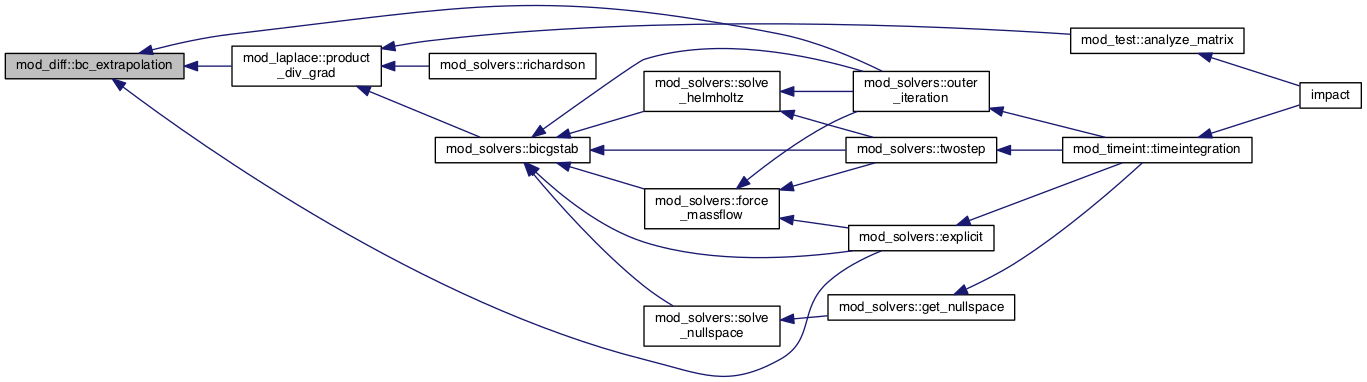 mod_diff::bc_extrapolation
mod_laplace::product
_div_grad
mod_solvers::richardson
mod_test::analyze_matrix
mod_solvers::bicgstab
mod_solvers::solve
_helmholtz
mod_solvers::outer
_iteration
impact
mod_solvers::twostep
mod_timeint::timeintegration
mod_solvers::force
_massflow
mod_solvers::explicit
mod_solvers::solve
_nullspace
mod_solvers::get_nullspace